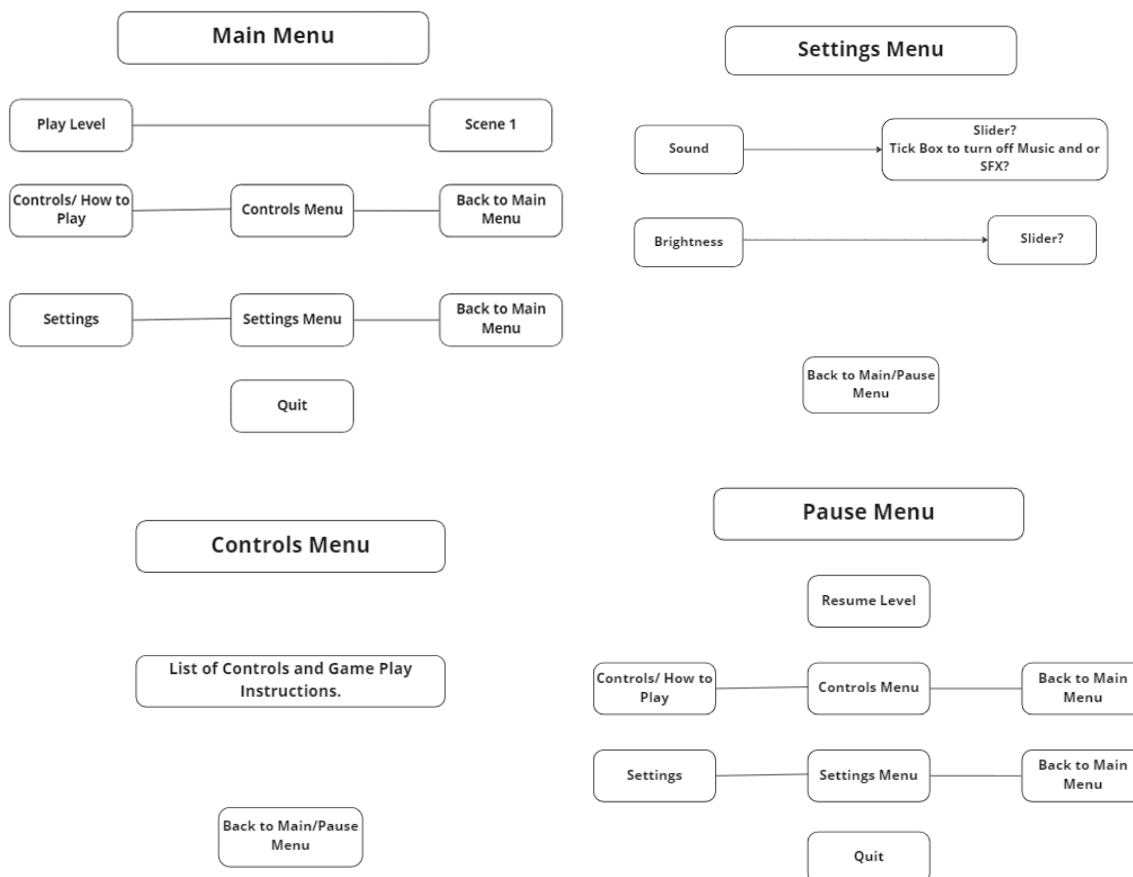 Main Menu
Play Level
Scene 1
Controls/ How to
Play
Controls Menu
Back to Main
Menu
Settings
Settings Menu
Back to Main
Menu
Quit
Settings Menu
Sound
Slider?
Tick Box to turn off Music and or
SFX?
Brightness
Slider?
Back to Main/Pause
Menu
Controls Menu
List of Controls and Game Play
Instructions.
Back to Main/Pause
Menu
Pause Menu
Resume Level
Controls/ How to
Play
Controls Menu
Back to Main
Menu
Settings
Settings Menu
Back to Main
Menu
Quit